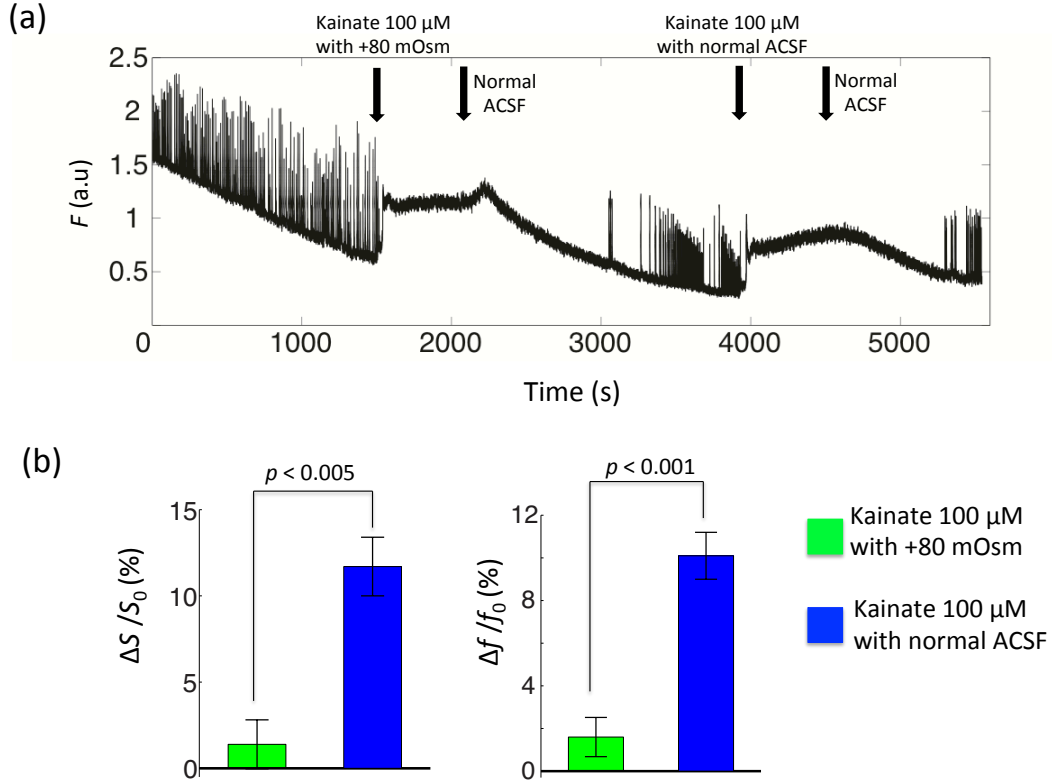 (a)
Kainate 100 µM
with +80 mOsm
Kainate 100 µM
with normal ACSF
Normal
ACSF
Normal
ACSF
2.5
2
1.5
1
0.5
F (a.u)
0 1000 2000 3000 4000 5000
Time (s)
(b)
p < 0.005
15
10
5
0
ΔS /S0 (%)
p < 0.001
12
8
4
0
Δf /f0 (%)
Kainate 100 µM
with +80 mOsm
Kainate 100 µM
with normal ACSF